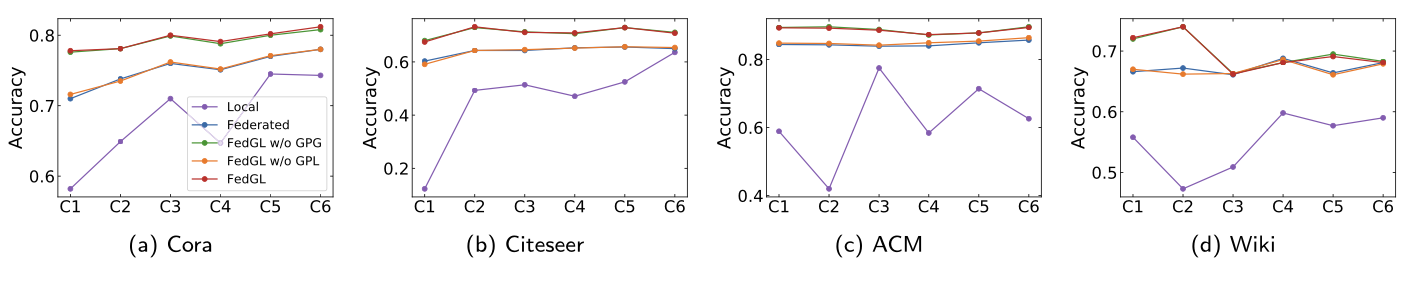 Accuracy
0.8
0.7
0.6
C1 C2 C3 C4 C5 C6
Local
Federated
FedGL w/o GPG
FedGL w/o GPL
FedGL
(a) Cora
Accuracy
0.6
0.4
0.2
C1 C2 C3 C4 C5 C6
(b) Citeseer
Accuracy
0.8
0.6
0.4
C1 C2 C3 C4 C5 C6
(c) ACM
Accuracy
0.7
0.6
0.5
C1 C2 C3 C4 C5 C6
(d) Wiki